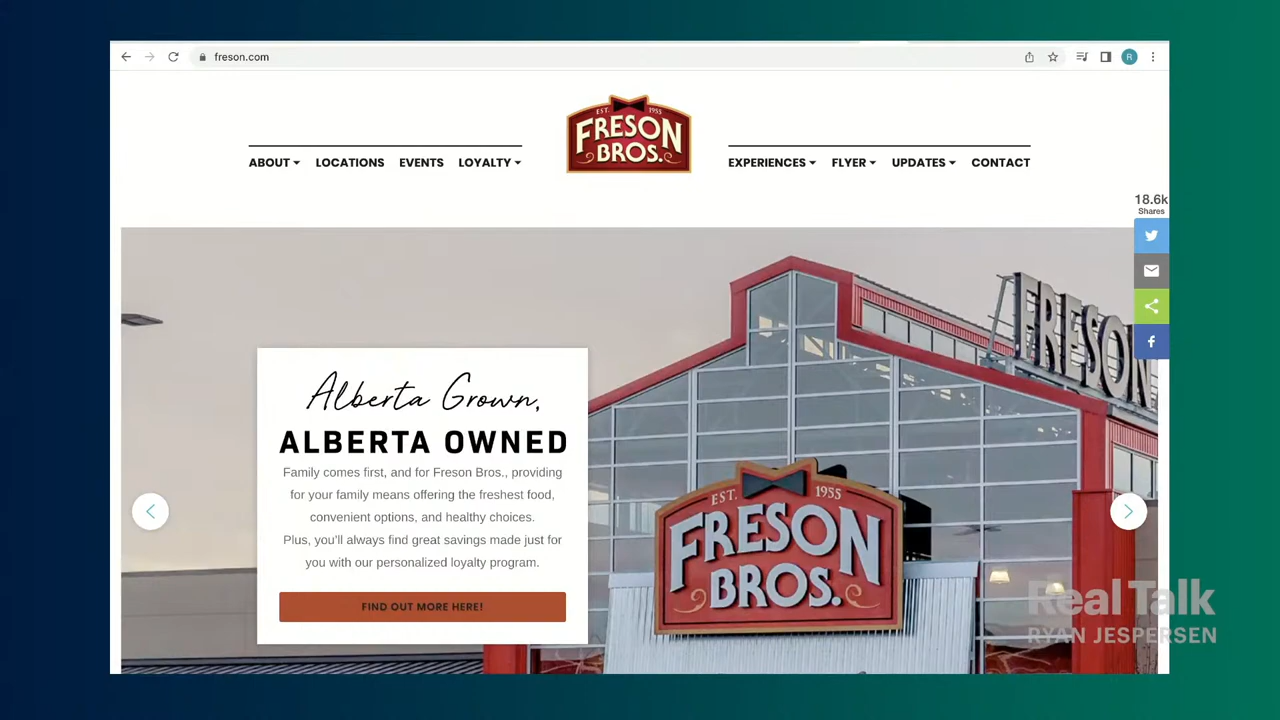 freson.com
R
EST. 1955
FRESON
BROS.
ABOUT LOCATIONS EVENTS LOYALTY
EXPERIENCES FLYER UPDATES CONTACT
18.6k
Shares
FRESON
Alberta Grown,
ALBERTA OWNED
Family comes first, and for Freson Bros., providing
for your family means offering the freshest food,
convenient options, and healthy choices.
Plus, you'll always find great savings made just for
you with our personalized loyalty program.
FIND OUT MORE HERE!
EST. 1955
FRESON
BROS.
Real Talk
RYAN JESPERSEN